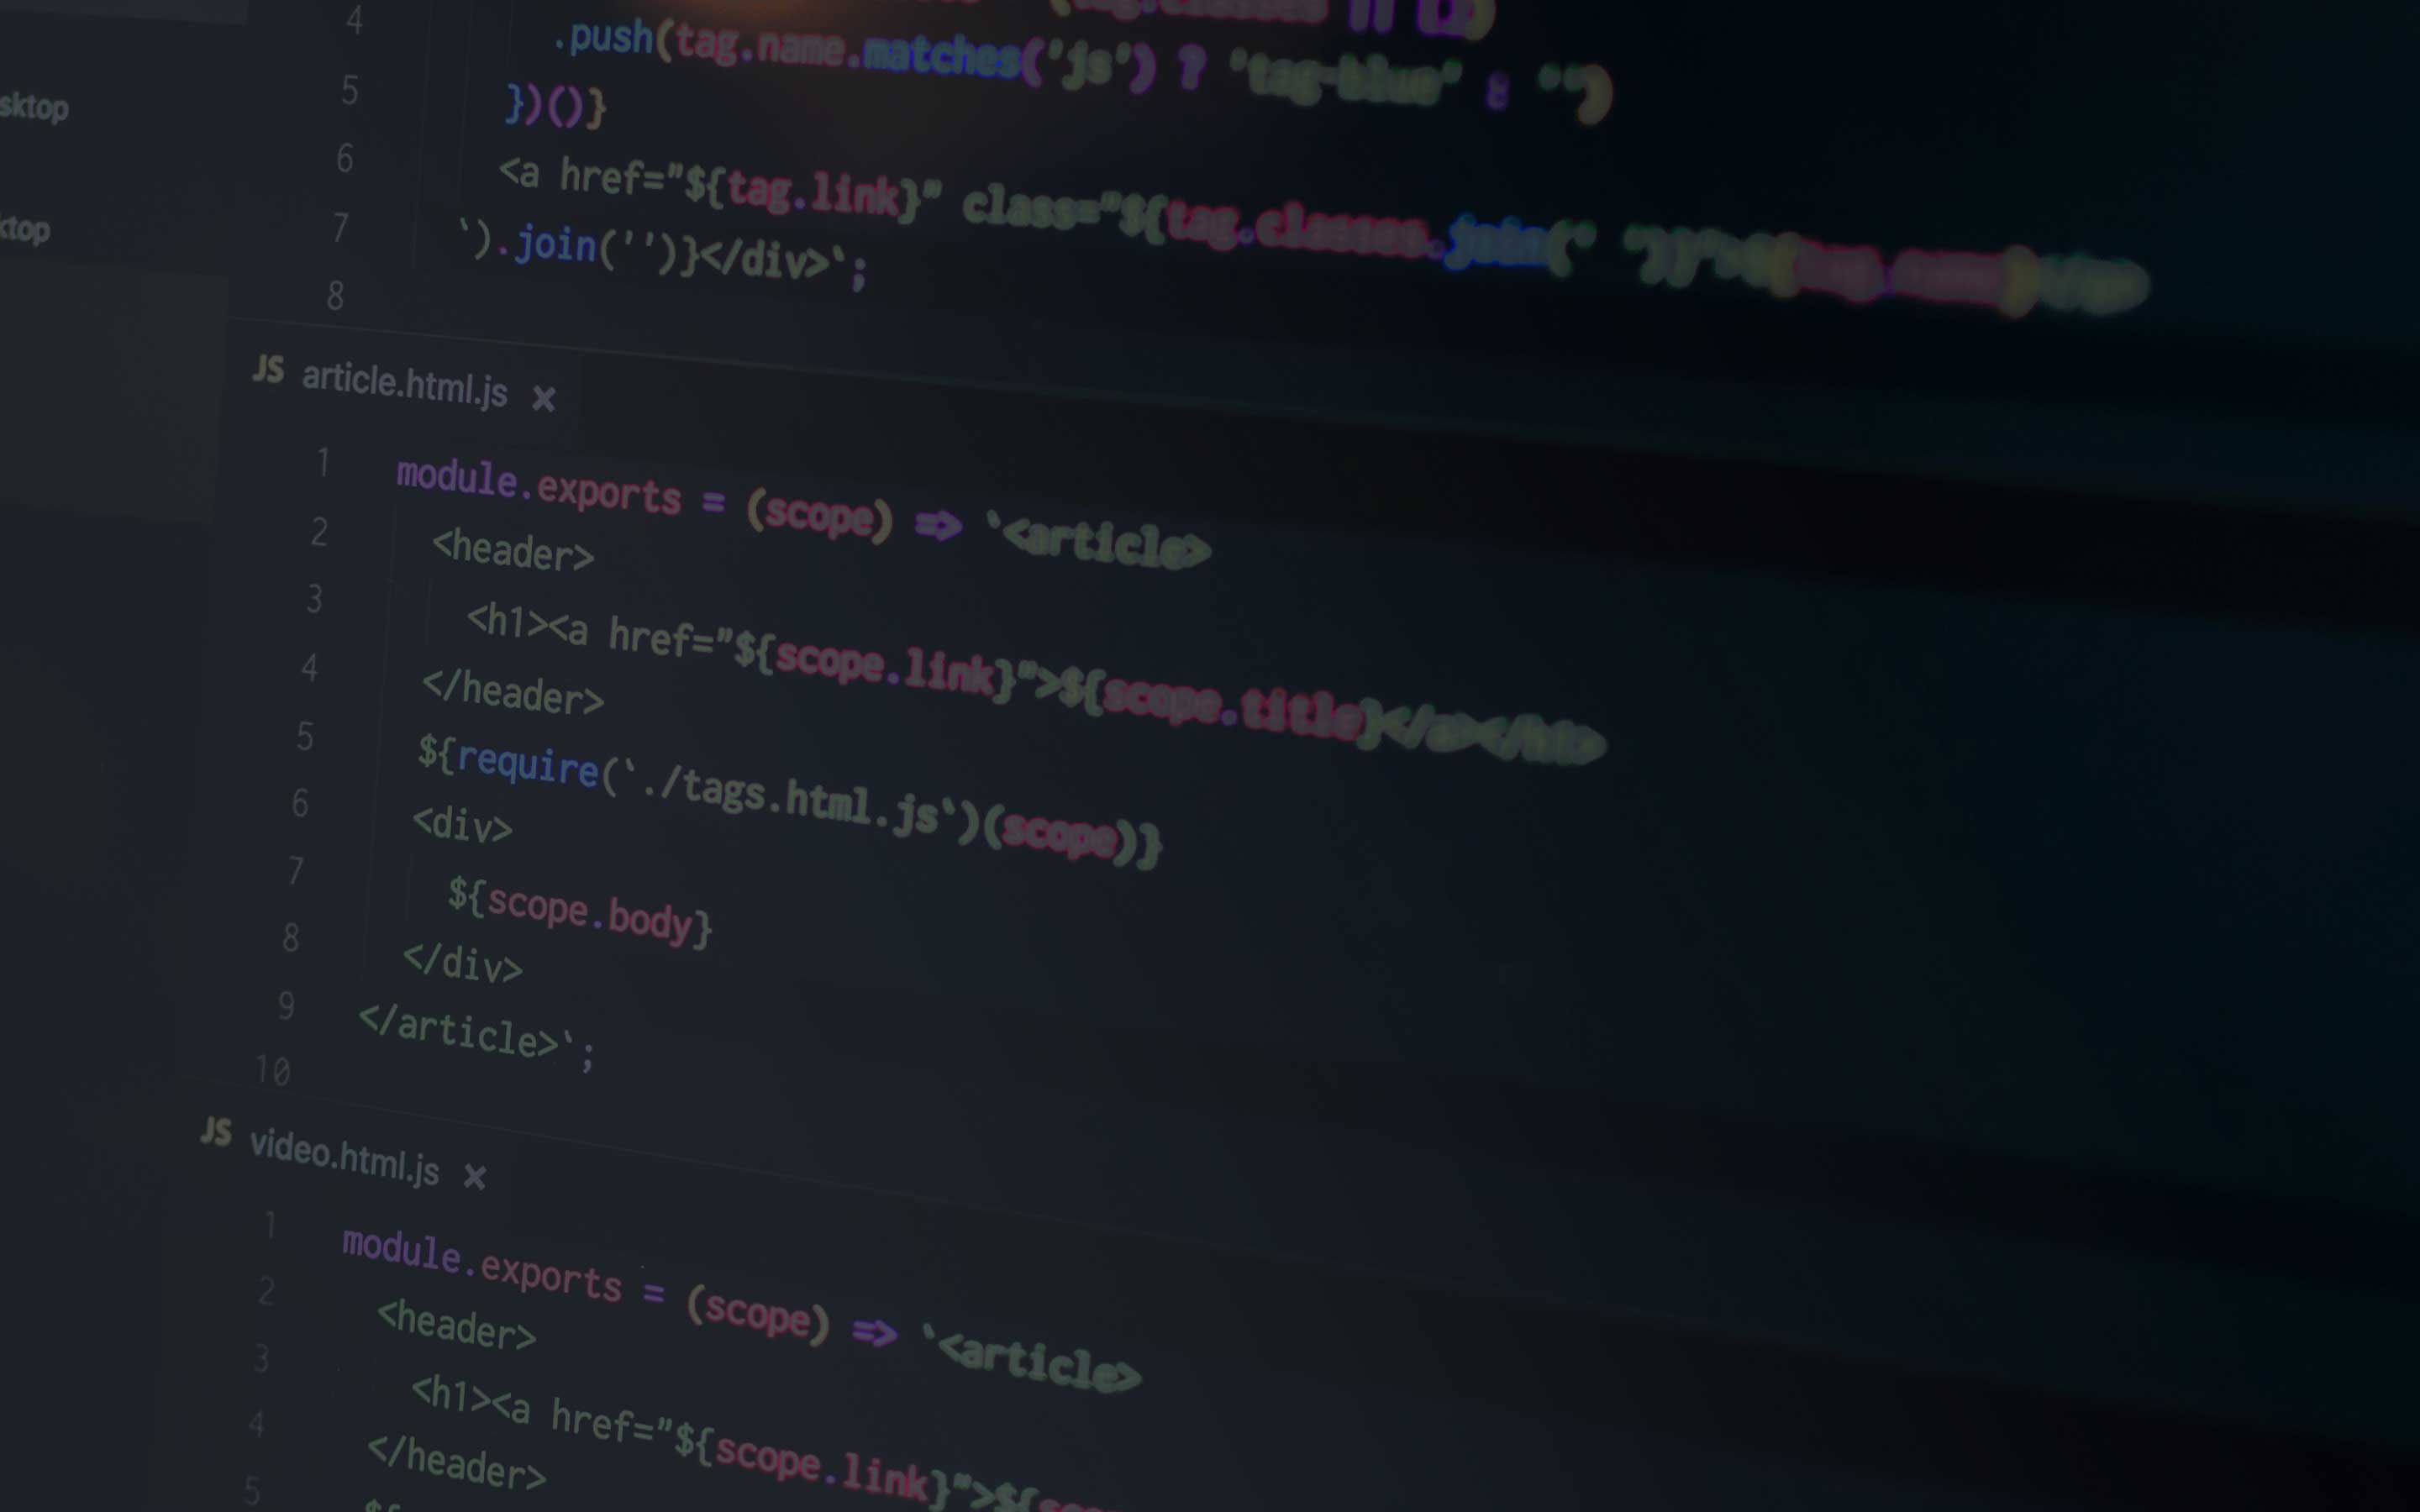 sktop
ktop
4
5 .push(tag.name.matches('js') ? 'tag-blue' : '')
6 })()}
7 <a href="${tag.link}" class="${tag.classes.join(' ')}">
8 `).join('')}</div>`;
JS article.html.js ×
1 module.exports = (scope) => `<article>
2 <header>
3 <h1><a href="${scope.link}">${scope.title}</a></h1>
4 </header>
5 ${require(`./tags.html.js`)(scope)}
6 <div>
7 ${scope.body}
8 </div>
9 </article>`;
10
JS video.html.js ×
1 module.exports = (scope) => `<article>
2 <header>
3 <h1><a href="${scope.link}">${
4 </header>
5 ${